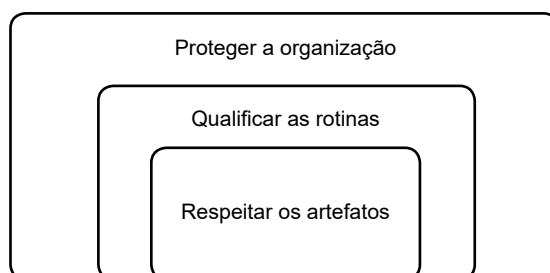 Proteger a organização
Qualificar as rotinas
Respeitar os artefatos